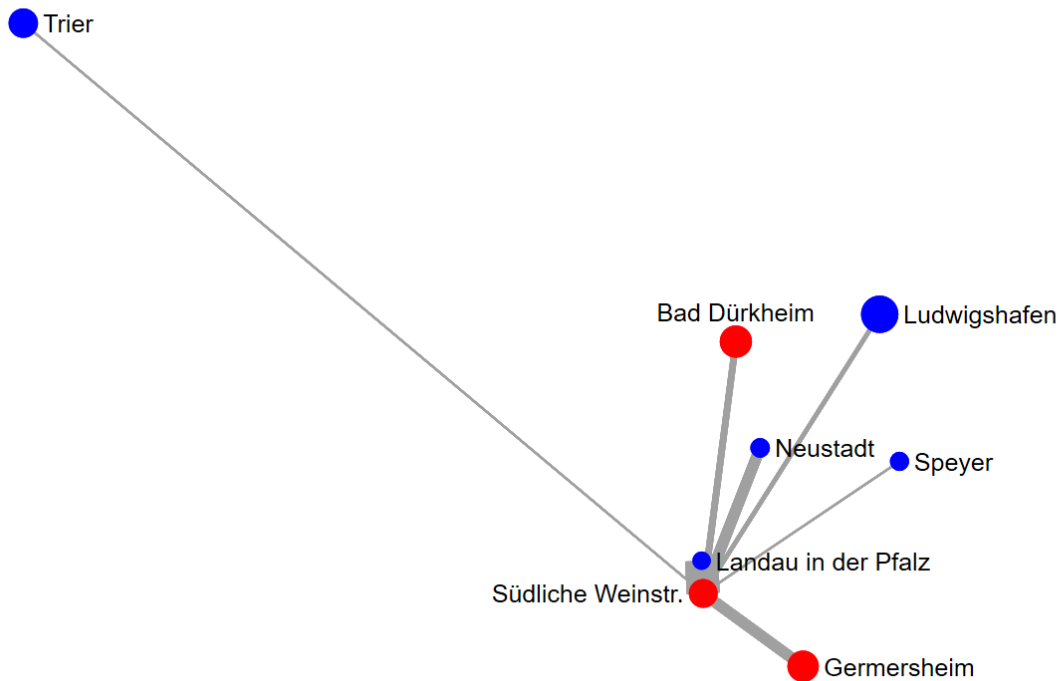 Trier
Bad Dürkheim
Ludwigshafen
Neustadt
Speyer
Landau in der Pfalz
Südliche Weinstr.
Germersheim